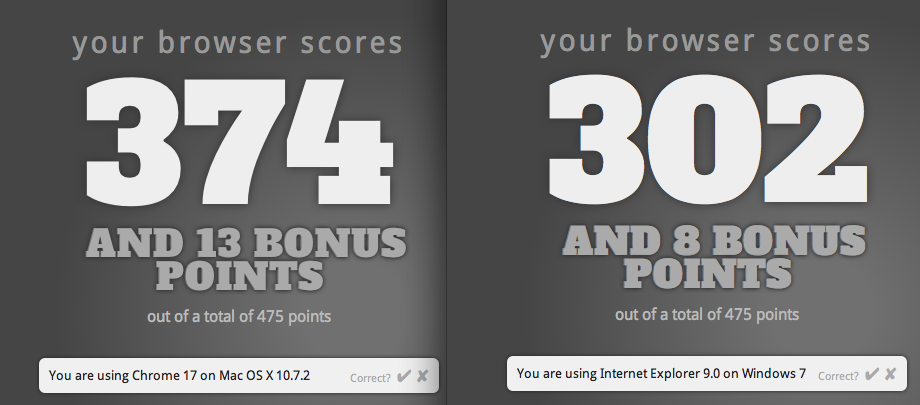 your browser scores
374
AND 13 BONUS
POINTS
out of a total of 475 points
You are using Chrome 17 on Mac OS X 10.7.2 Correct? ✔ ✘
your browser scores
302
AND 8 BONUS
POINTS
out of a total of 475 points
You are using Internet Explorer 9.0 on Windows 7 Correct? ✔ ✘